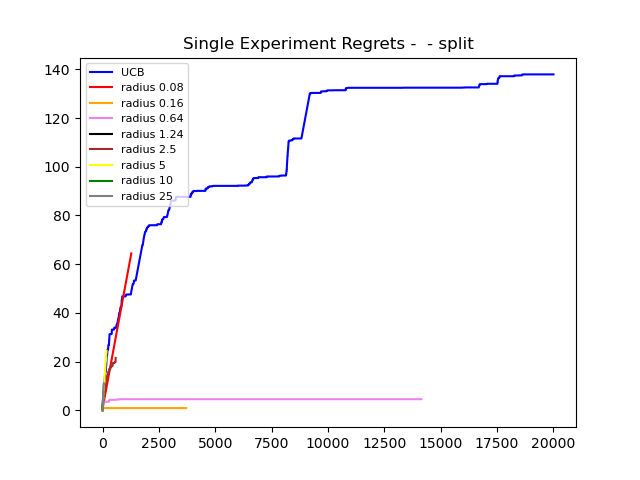 Single Experiment Regrets -  - split
140
120
100
80
60
40
20
0
UCB
radius 0.08
radius 0.16
radius 0.64
radius 1.24
radius 2.5
radius 5
radius 10
radius 25
0 2500 5000 7500 10000 12500 15000 17500 20000